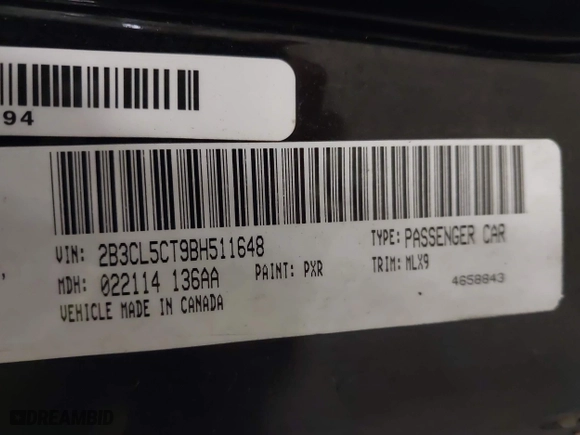 94
VIN: 2B3CL5CT9BH511648 TYPE: PASSENGER CAR
MDH: 022114 136AA PAINT: PXR TRIM: MLX9
VEHICLE MADE IN CANADA 4658843
DREAMBID